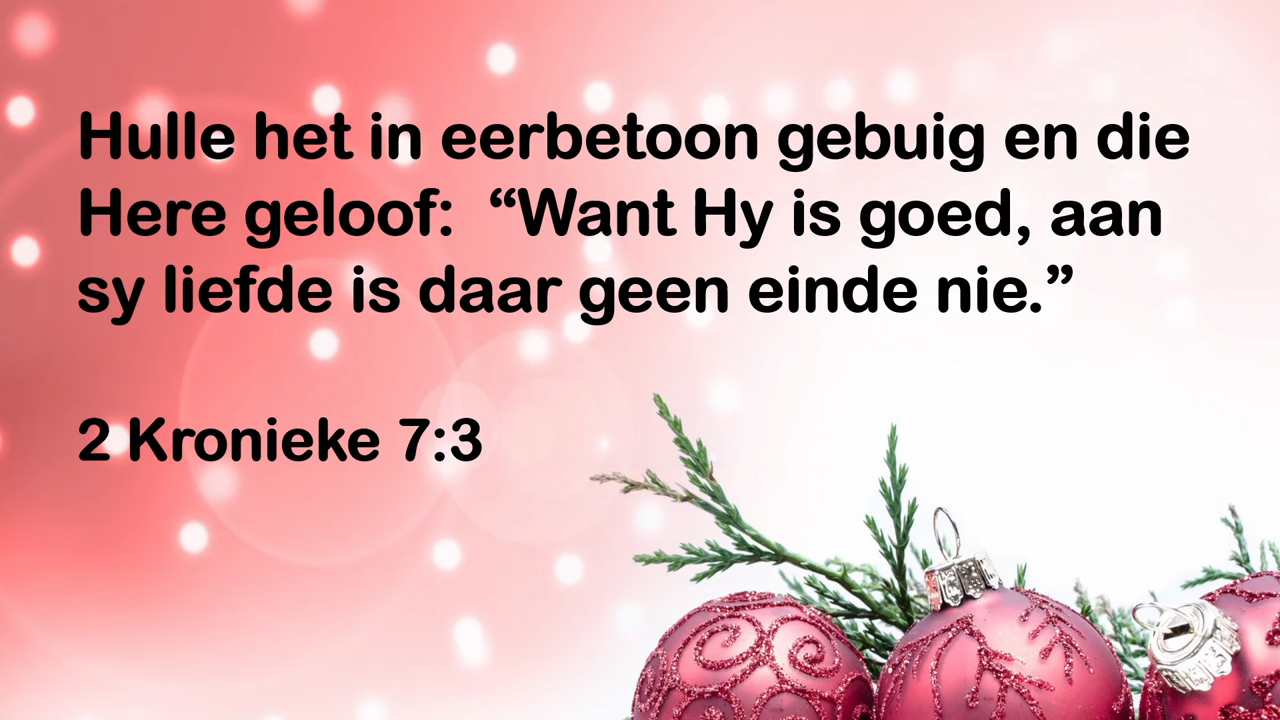 Hulle het in eerbetoon gebuig en die
Here geloof:  “Want Hy is goed, aan
sy liefde is daar geen einde nie.”
2 Kronieke 7:3